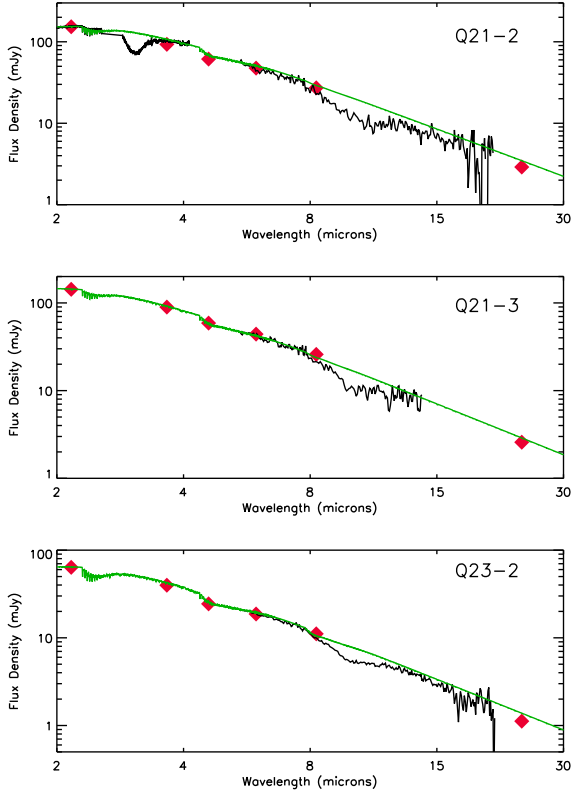 Q21-2
Flux Density (mJy)
100
10
1
2 4 8 15 30
Wavelength (microns)
Q21-3
Flux Density (mJy)
100
10
1
2 4 8 15 30
Wavelength (microns)
Q23-2
Flux Density (mJy)
100
10
1
2 4 8 15 30
Wavelength (microns)